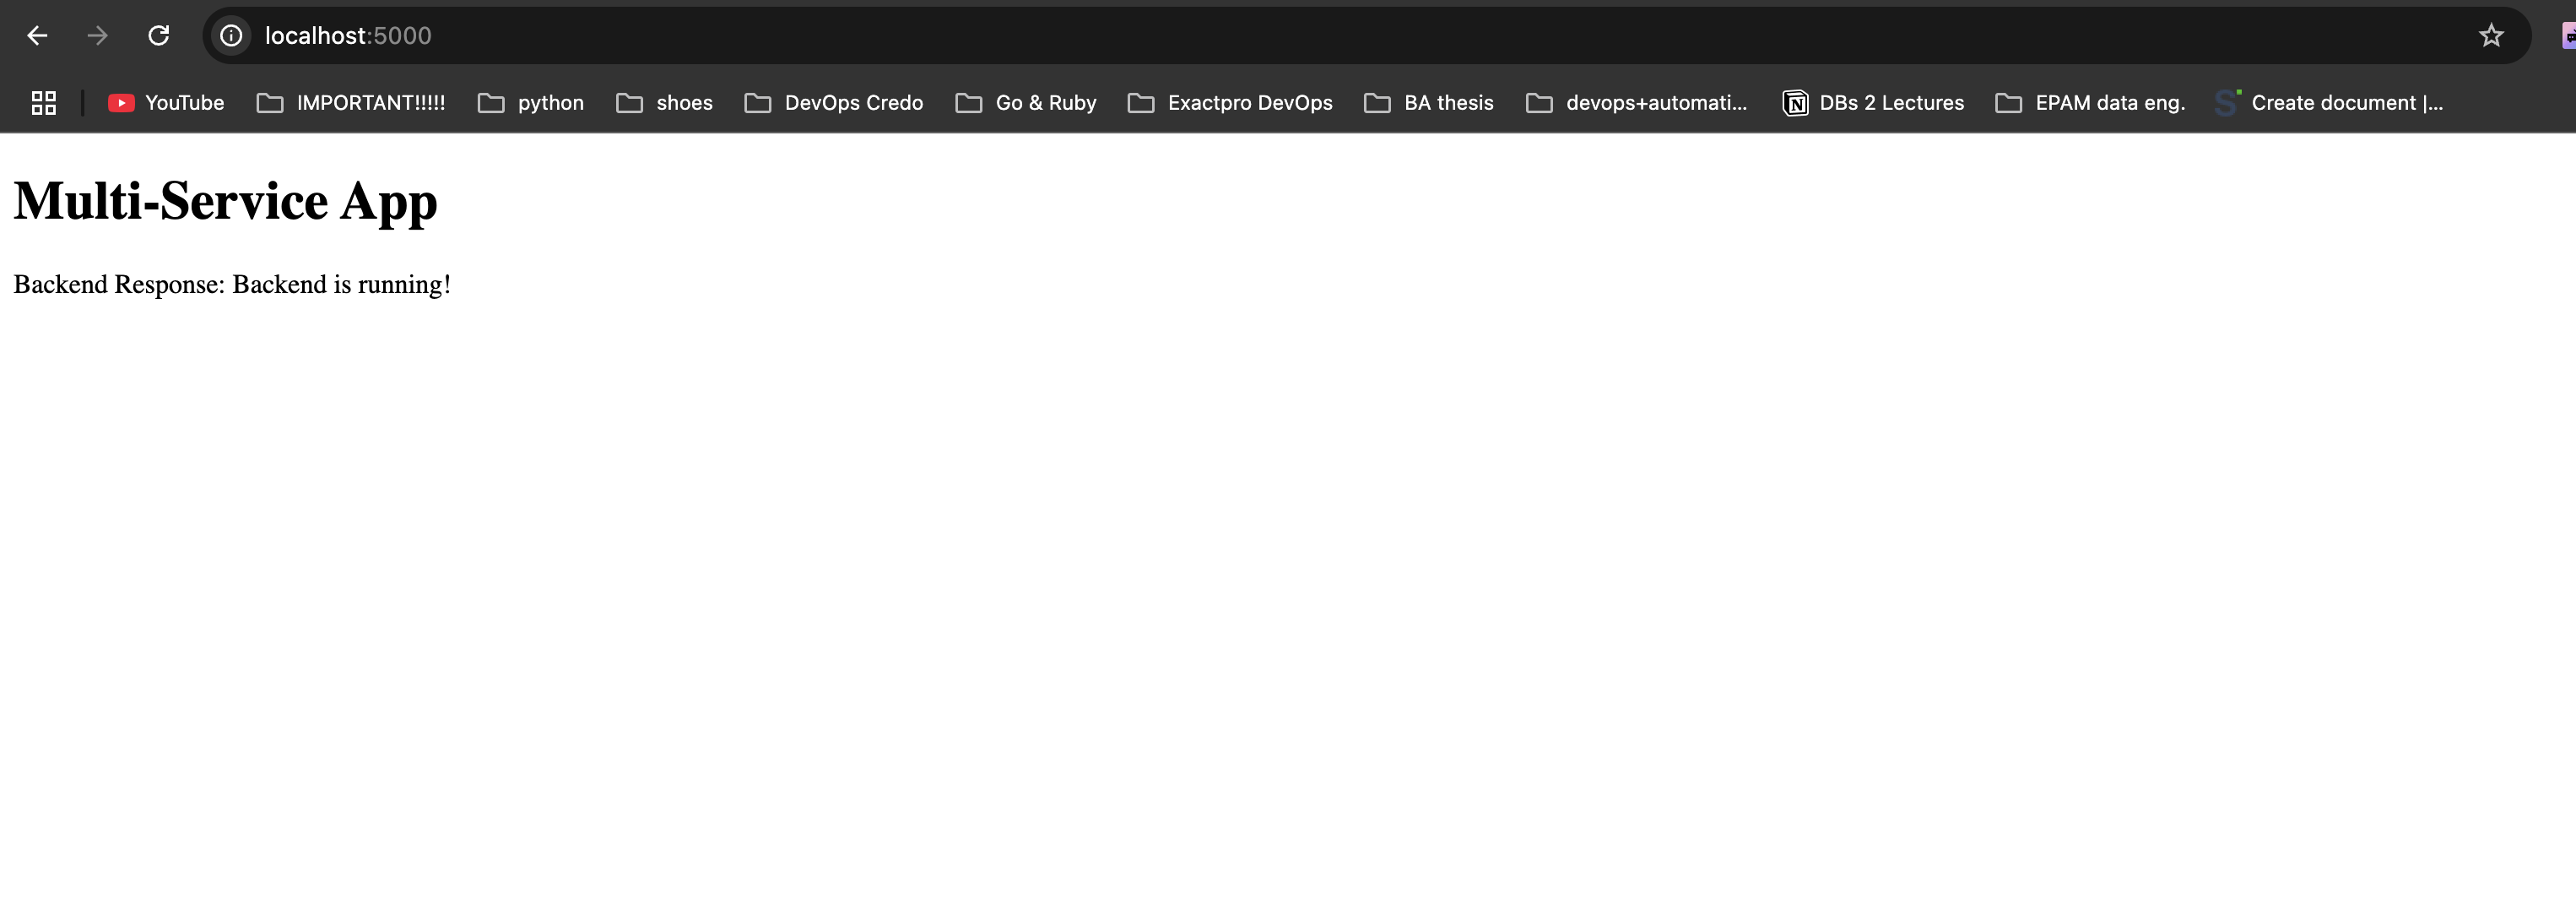 localhost:5000
YouTube IMPORTANT!!!!! python shoes DevOps Credo Go & Ruby Exactpro DevOps BA thesis devops+automati... DBs 2 Lectures EPAM data eng. Create document |...
Multi-Service App
Backend Response: Backend is running!